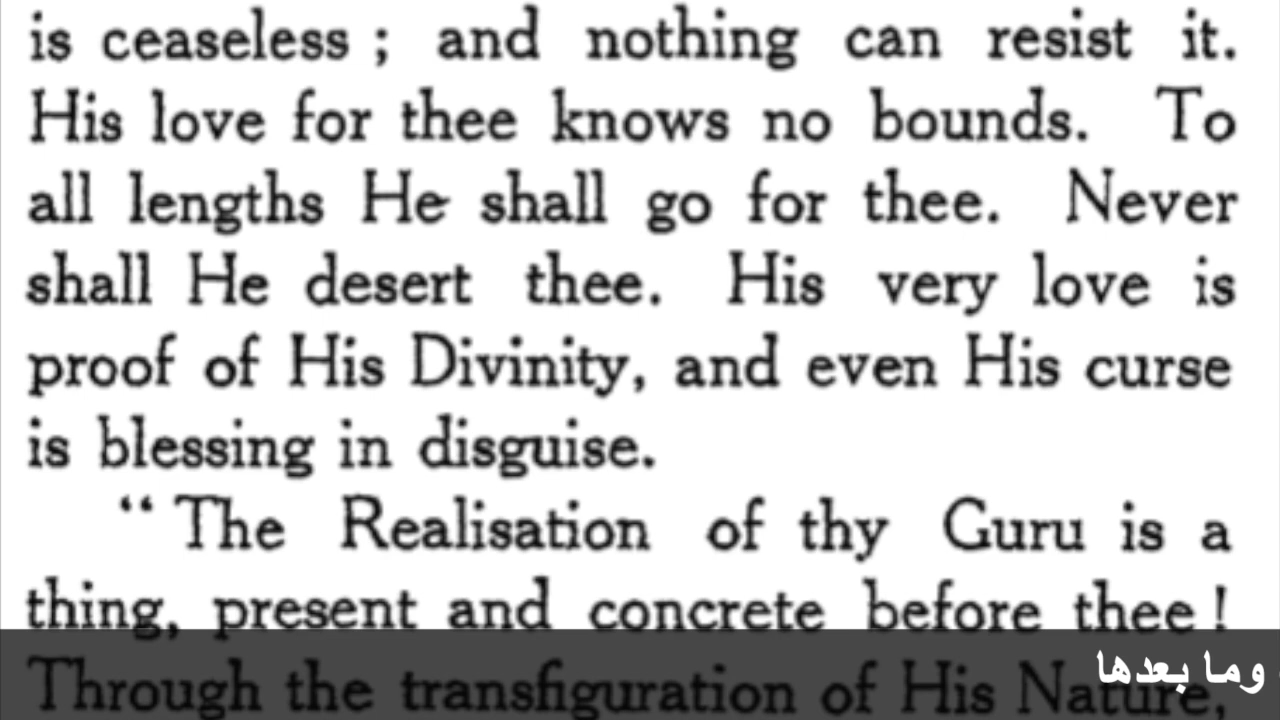 is ceaseless ; and nothing can resist it.
His love for thee knows no bounds. To
all lengths He shall go for thee. Never
shall He desert thee. His very love is
proof of His Divinity, and even His curse
is blessing in disguise.
“ The Realisation of thy Guru is a
thing, present and concrete before thee !
Through the transfiguration of His Nature,
وما بعدها